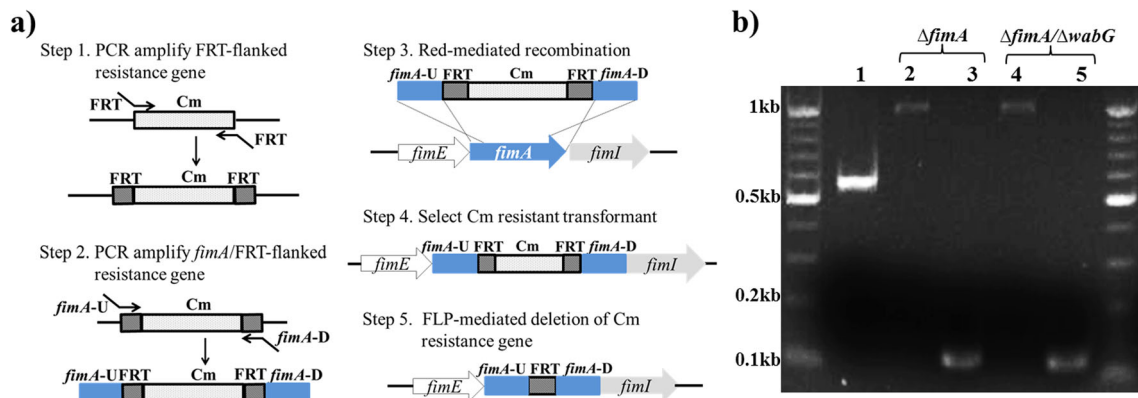 a)
Step 1. PCR amplify FRT-flanked
resistance gene
FRT
Cm
FRT
FRT Cm FRT
Step 2. PCR amplify fimA/FRT-flanked
resistance gene
fimA-U
Cm
fimA-D
fimA-U FRT Cm FRT fimA-D
Step 3. Red-mediated recombination
fimA-U FRT Cm FRT fimA-D
fimE fimA fimI
Step 4. Select Cm resistant transformant
fimA-U FRT Cm FRT fimA-D
fimE fimI
Step 5. FLP-mediated deletion of Cm
resistance gene
fimA-U FRT fimA-D
fimE fimI
b)
ΔfimA ΔfimA/ΔwabG
1 2 3 4 5
1kb
0.5kb
0.2kb
0.1kb